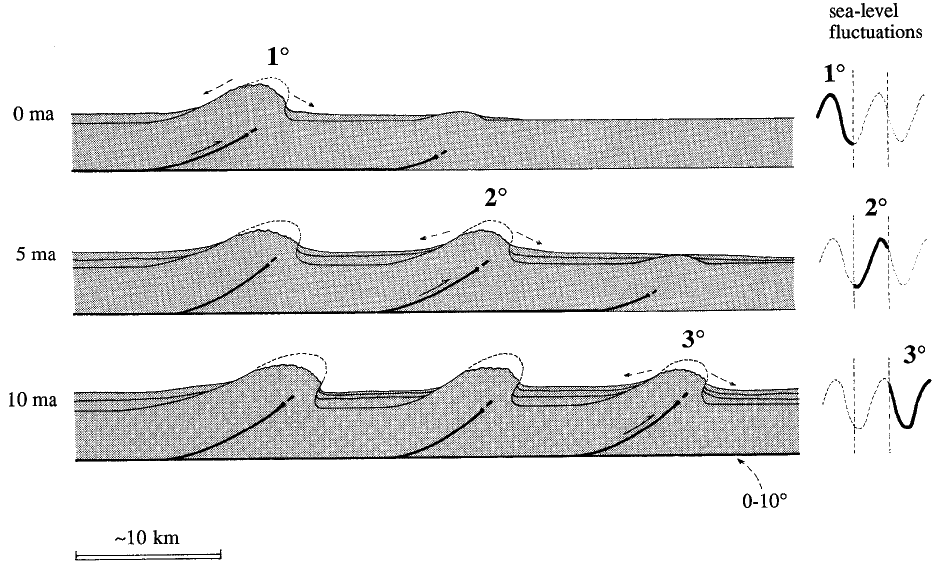 sea-level
fluctuations
1°
1°
0 ma
2°
2°
5 ma
3°
3°
10 ma
0-10°
~10 km